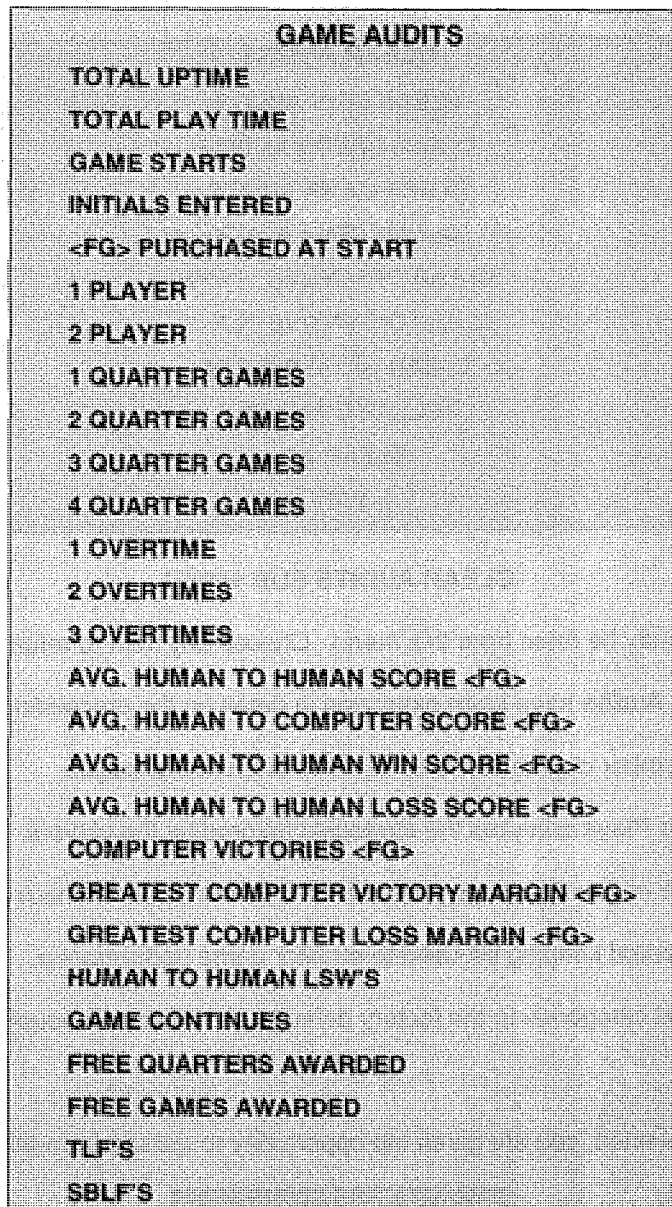 GAME AUDITS
TOTAL UPTIME
TOTAL PLAY TIME
GAME STARTS
INITIALS ENTERED
<FG> PURCHASED AT START
1 PLAYER
2 PLAYER
1 QUARTER GAMES
2 QUARTER GAMES
3 QUARTER GAMES
4 QUARTER GAMES
1 OVERTIME
2 OVERTIMES
3 OVERTIMES
AVG. HUMAN TO HUMAN SCORE <FG>
AVG. HUMAN TO COMPUTER SCORE <FG>
AVG. HUMAN TO HUMAN WIN SCORE <FG>
AVG. HUMAN TO HUMAN LOSS SCORE <FG>
COMPUTER VICTORIES <FG>
GREATEST COMPUTER VICTORY MARGIN <FG>
GREATEST COMPUTER LOSS MARGIN <FG>
HUMAN TO HUMAN LSW'S
GAME CONTINUES
FREE QUARTERS AWARDED
FREE GAMES AWARDED
TLF'S
SBLF'S